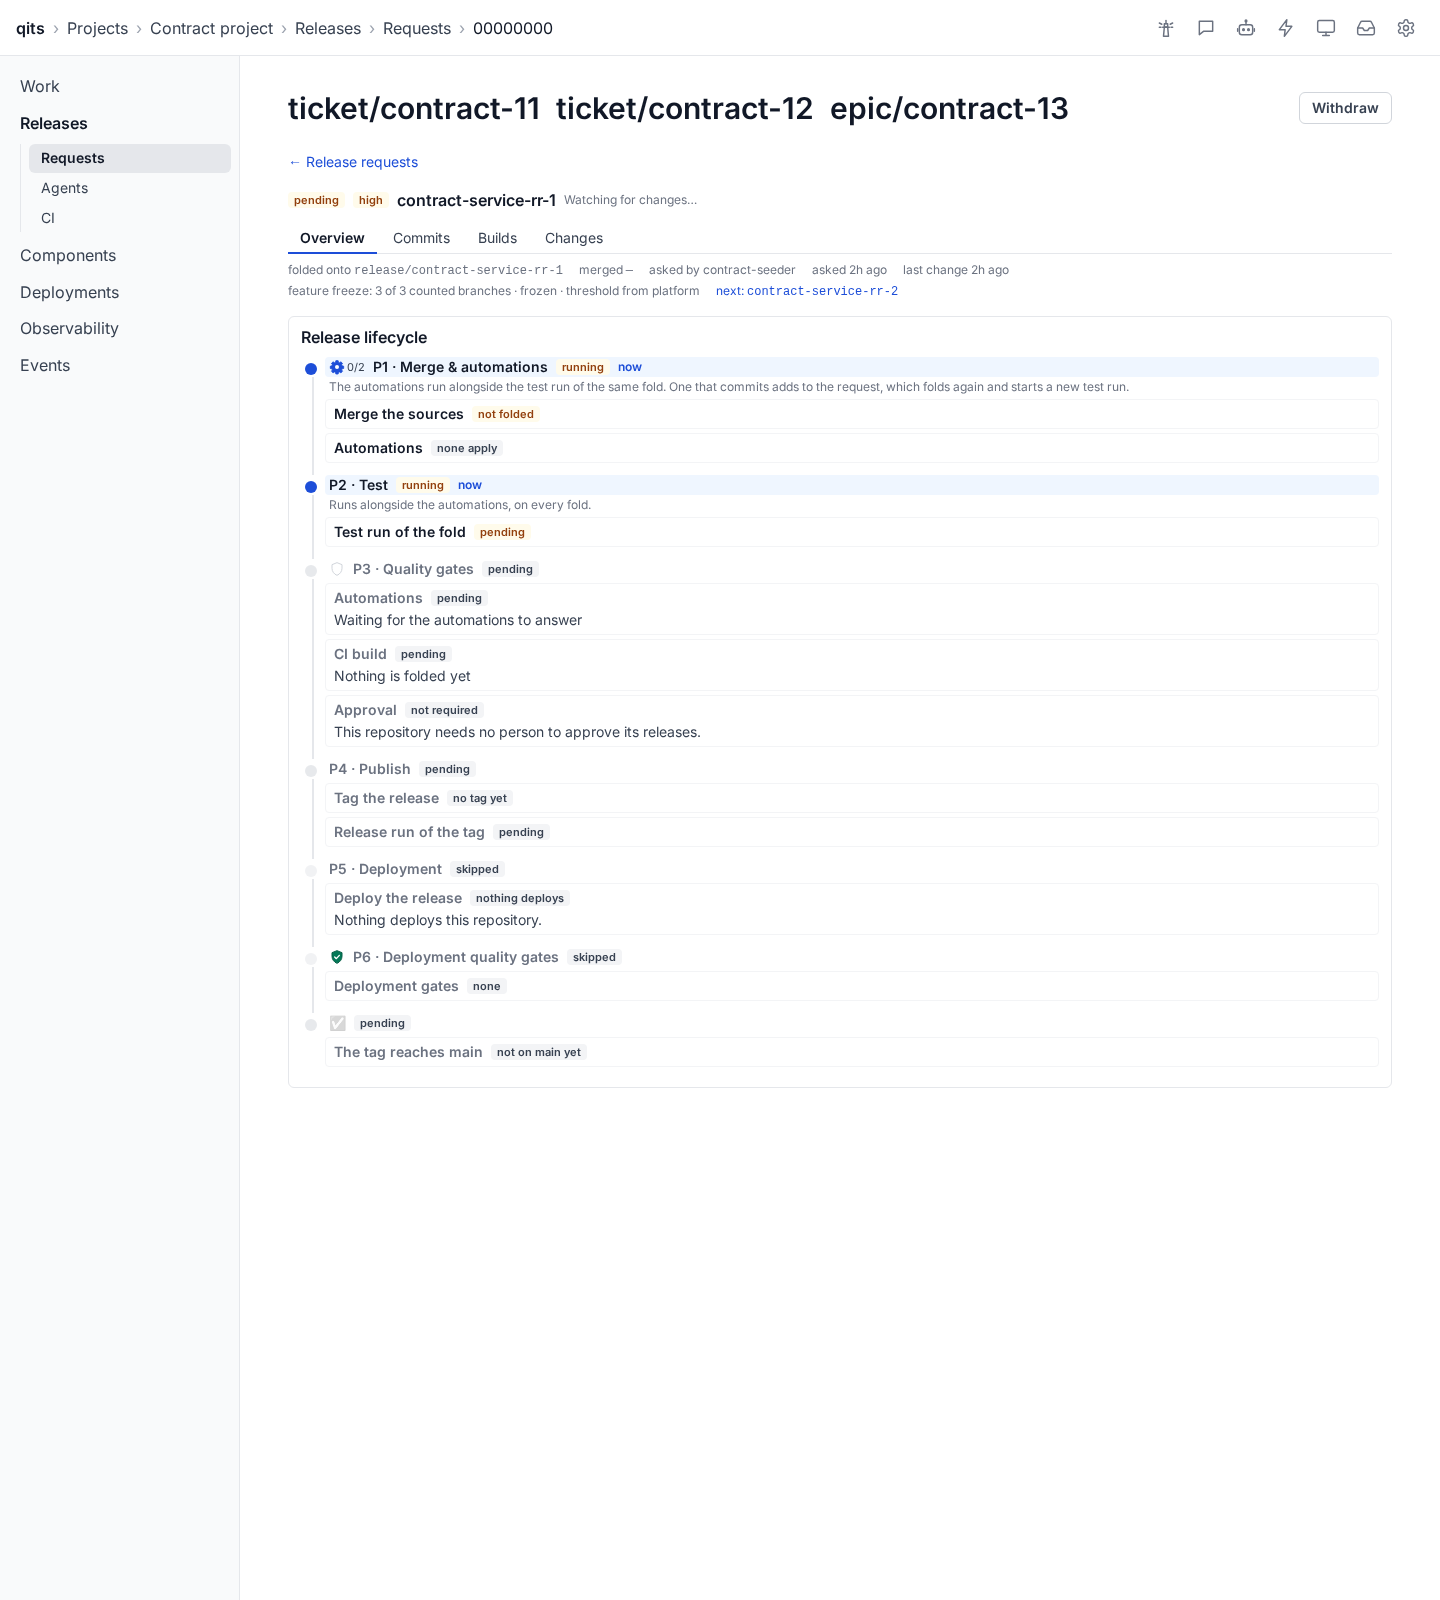 qits › Projects › Contract project › Releases › Requests › 00000000
Work
Releases
Requests
Agents
CI
Components
Deployments
Observability
Events
ticket/contract-11 ticket/contract-12 epic/contract-13
Withdraw
← Release requests
pending high contract-service-rr-1 Watching for changes…
Overview Commits Builds Changes
folded onto release/contract-service-rr-1 merged — asked by contract-seeder asked 2h ago last change 2h ago
feature freeze: 3 of 3 counted branches · frozen · threshold from platform next: contract-service-rr-2
Release lifecycle
0/2 P1 · Merge & automations running now
The automations run alongside the test run of the same fold. One that commits adds to the request, which folds again and starts a new test run.
Merge the sources not folded
Automations none apply
P2 · Test running now
Runs alongside the automations, on every fold.
Test run of the fold pending
P3 · Quality gates pending
Automations pending
Waiting for the automations to answer
CI build pending
Nothing is folded yet
Approval not required
This repository needs no person to approve its releases.
P4 · Publish pending
Tag the release no tag yet
Release run of the tag pending
P5 · Deployment skipped
Deploy the release nothing deploys
Nothing deploys this repository.
P6 · Deployment quality gates skipped
Deployment gates none
pending
The tag reaches main not on main yet